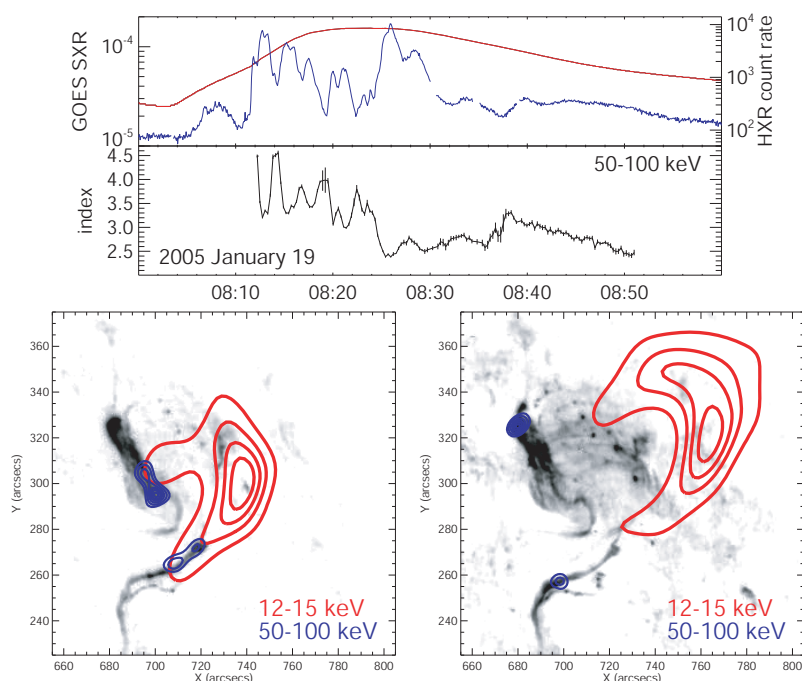 GOES SXR
10⁻⁴
10⁻⁵
10⁴
10³
10²
HXR count rate
index
4.5
4.0
3.5
3.0
2.5
50-100 keV
2005 January 19
08:10 08:20 08:30 08:40 08:50
Y (arcsecs)
360
340
320
300
280
260
240
12-15 keV
50-100 keV
660 680 700 720 740 760 780 800
X (arcsecs)
Y (arcsecs)
360
340
320
300
280
260
240
12-15 keV
50-100 keV
660 680 700 720 740 760 780 800
X (arcsecs)